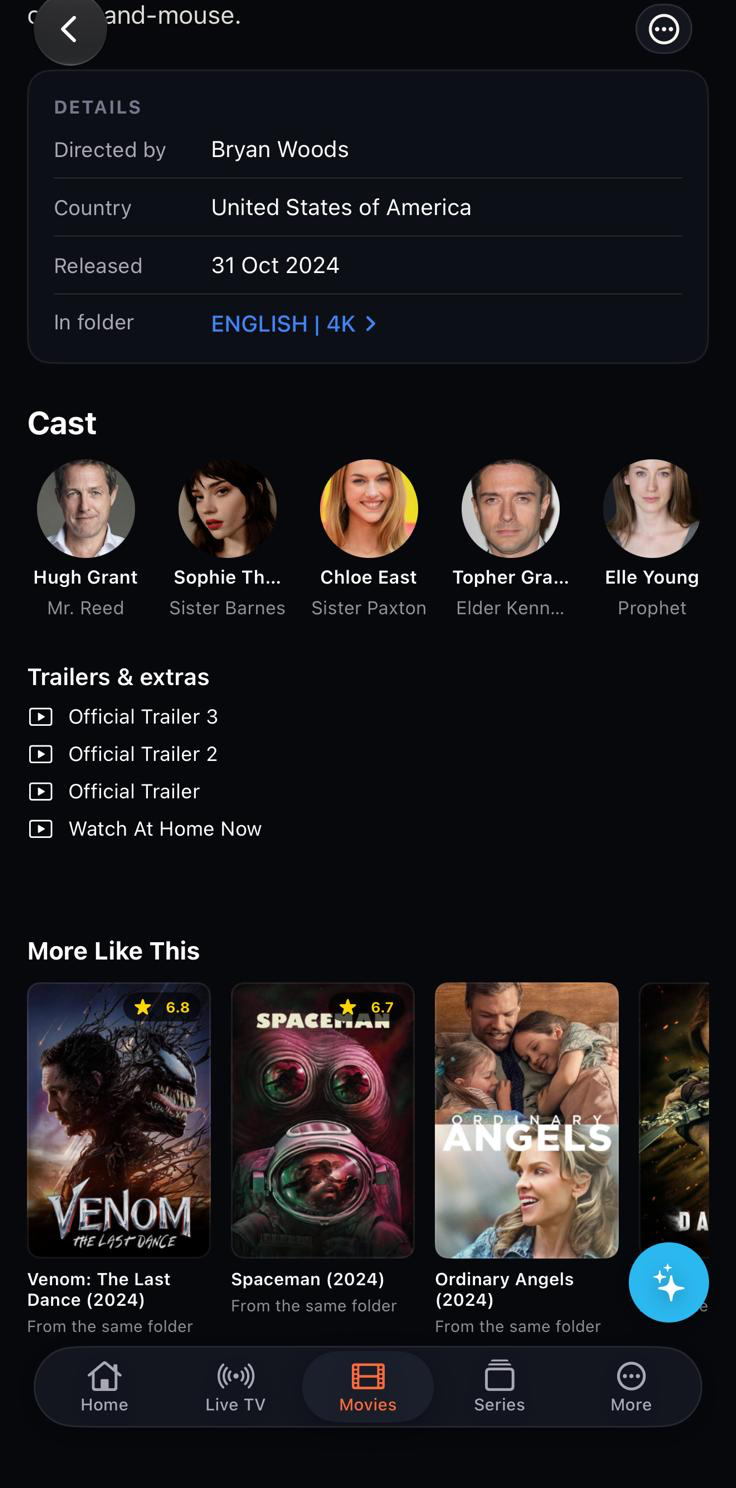 and-mouse.
DETAILS
Directed by Bryan Woods
Country United States of America
Released 31 Oct 2024
In folder ENGLISH | 4K
Cast
Hugh Grant Sophie Th... Chloe East Topher Gra... Elle Young
Mr. Reed Sister Barnes Sister Paxton Elder Kenn... Prophet
Trailers & extras
Official Trailer 3
Official Trailer 2
Official Trailer
Watch At Home Now
More Like This
6.8 6.7
SPACEMAN
ORDINARY
ANGELS
VENOM
THE LAST DANCE
DA
Venom: The Last
Dance (2024)
From the same folder
Spaceman (2024)
From the same folder
Ordinary Angels
(2024)
From the same folder
Home Live TV Movies Series More